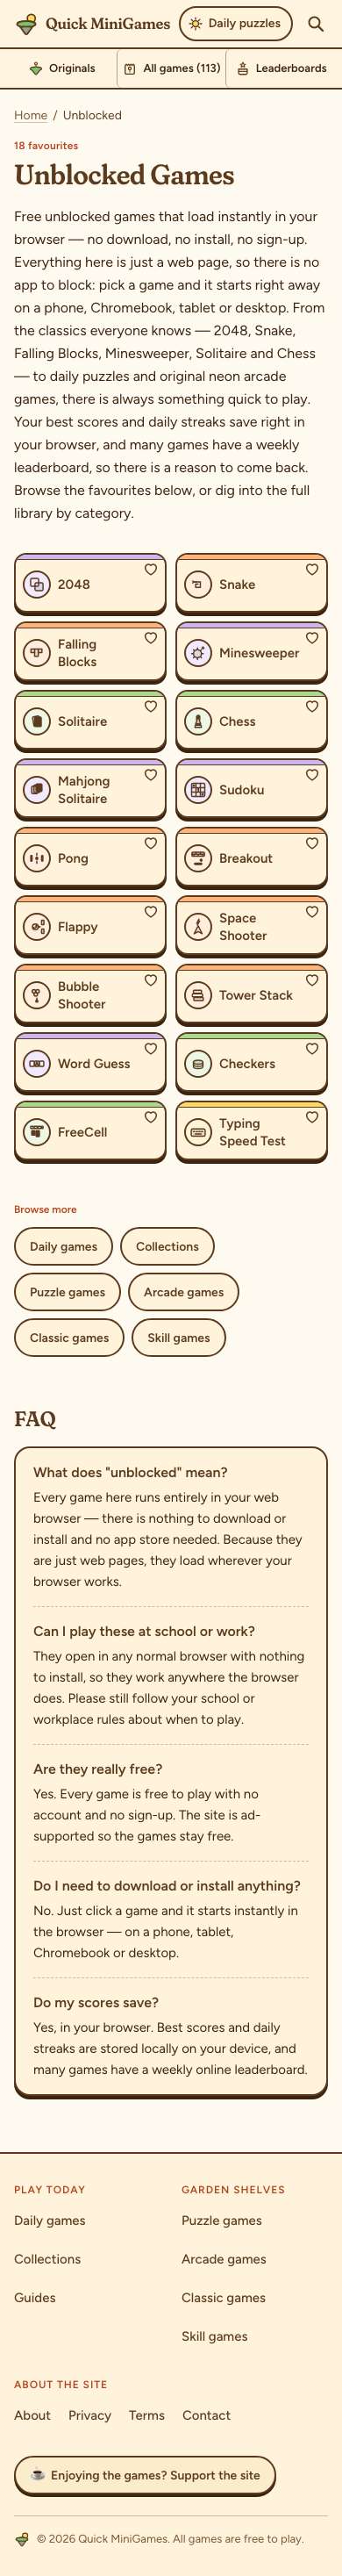 Quick MiniGames
Daily puzzles
Originals
All games (113)
Leaderboards
Home / Unblocked
18 favourites
Unblocked Games
Free unblocked games that load instantly in your
browser — no download, no install, no sign-up.
Everything here is just a web page, so there is no
app to block: pick a game and it starts right away
on a phone, Chromebook, tablet or desktop. From
the classics everyone knows — 2048, Snake,
Falling Blocks, Minesweeper, Solitaire and Chess
— to daily puzzles and original neon arcade
games, there is always something quick to play.
Your best scores and daily streaks save right in
your browser, and many games have a weekly
leaderboard, so there is a reason to come back.
Browse the favourites below, or dig into the full
library by category.
2048
Snake
Falling
Blocks
Minesweeper
Solitaire
Chess
Mahjong
Solitaire
Sudoku
Pong
Breakout
Flappy
Space
Shooter
Bubble
Shooter
Tower Stack
Word Guess
Checkers
FreeCell
Typing
Speed Test
Browse more
Daily games
Collections
Puzzle games
Arcade games
Classic games
Skill games
FAQ
What does "unblocked" mean?
Every game here runs entirely in your web
browser — there is nothing to download or
install and no app store needed. Because they
are just web pages, they load wherever your
browser works.
Can I play these at school or work?
They open in any normal browser with nothing
to install, so they work anywhere the browser
does. Please still follow your school or
workplace rules about when to play.
Are they really free?
Yes. Every game is free to play with no
account and no sign-up. The site is ad-
supported so the games stay free.
Do I need to download or install anything?
No. Just click a game and it starts instantly in
the browser — on a phone, tablet,
Chromebook or desktop.
Do my scores save?
Yes, in your browser. Best scores and daily
streaks are stored locally on your device, and
many games have a weekly online leaderboard.
PLAY TODAY
Daily games
Collections
Guides
GARDEN SHELVES
Puzzle games
Arcade games
Classic games
Skill games
ABOUT THE SITE
About
Privacy
Terms
Contact
Enjoying the games? Support the site
© 2026 Quick MiniGames. All games are free to play.